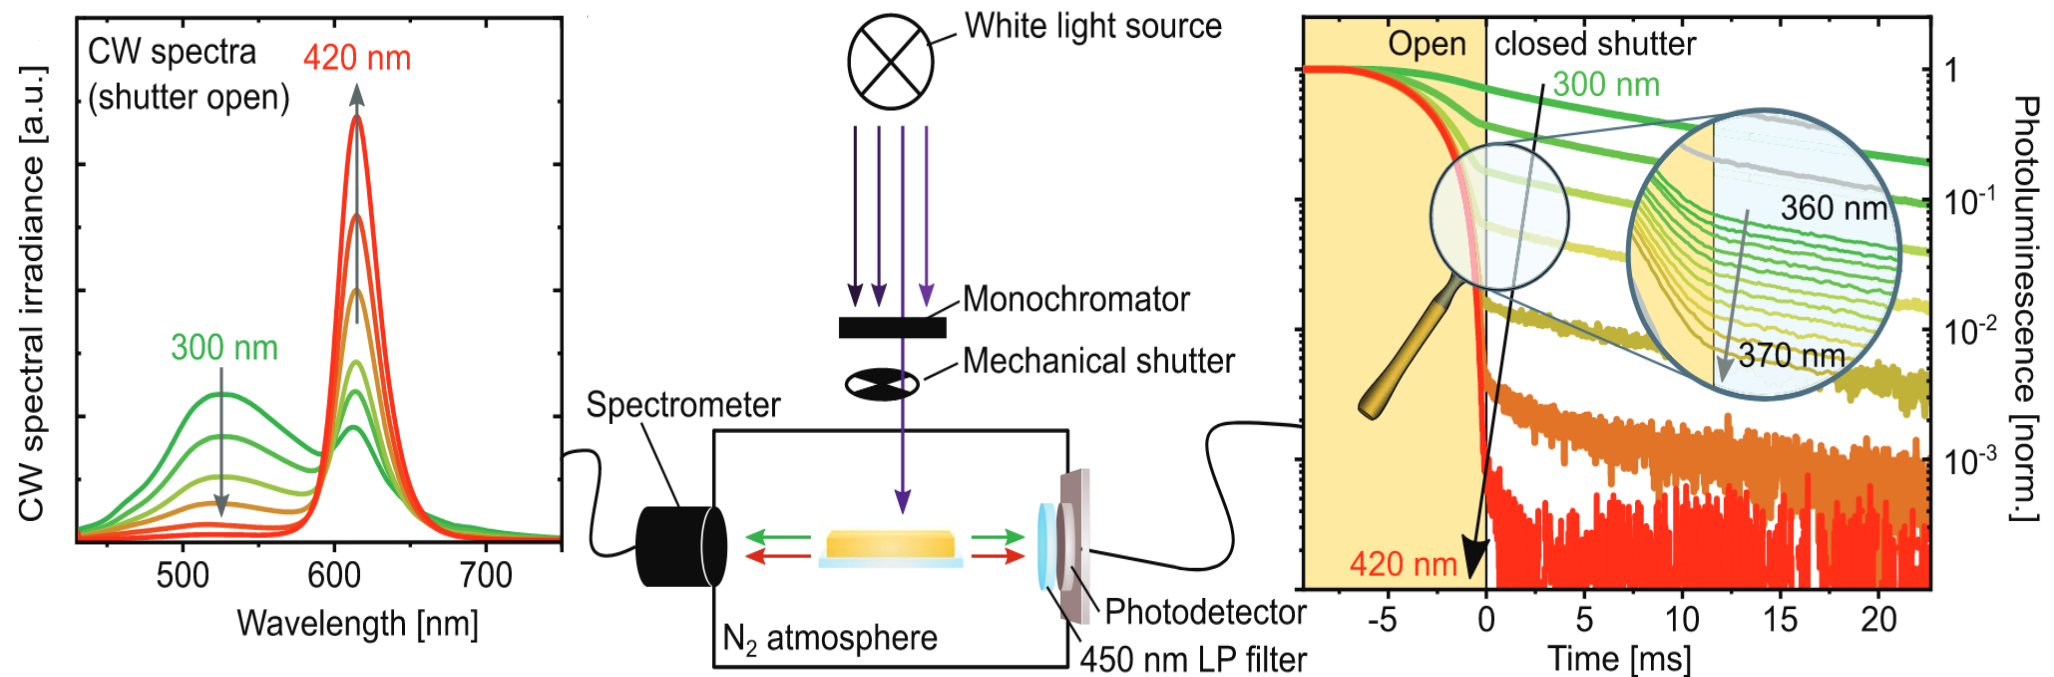 CW spectra
(shutter open)
420 nm
300 nm
CW spectral irradiance [a.u.]
500
600
700
Wavelength [nm]
White light source
Monochromator
Mechanical shutter
Spectrometer
N₂ atmosphere
Photodetector
450 nm LP filter
Open
closed shutter
300 nm
360 nm
370 nm
420 nm
1
10⁻¹
10⁻²
10⁻³
Photoluminescence [norm.]
-5
0
5
10
15
20
Time [ms]